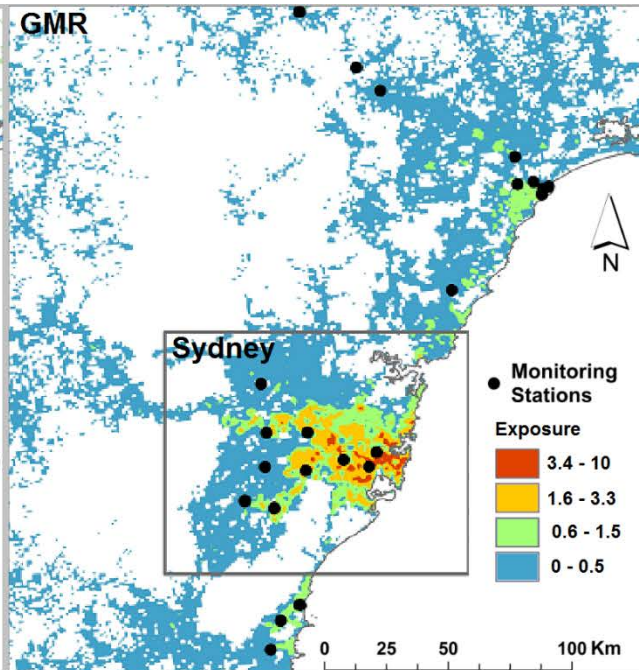 GMR
N
Sydney
Monitoring
Stations
Exposure
3.4 - 10
1.6 - 3.3
0.6 - 1.5
0 - 0.5
0 25 50 100 Km